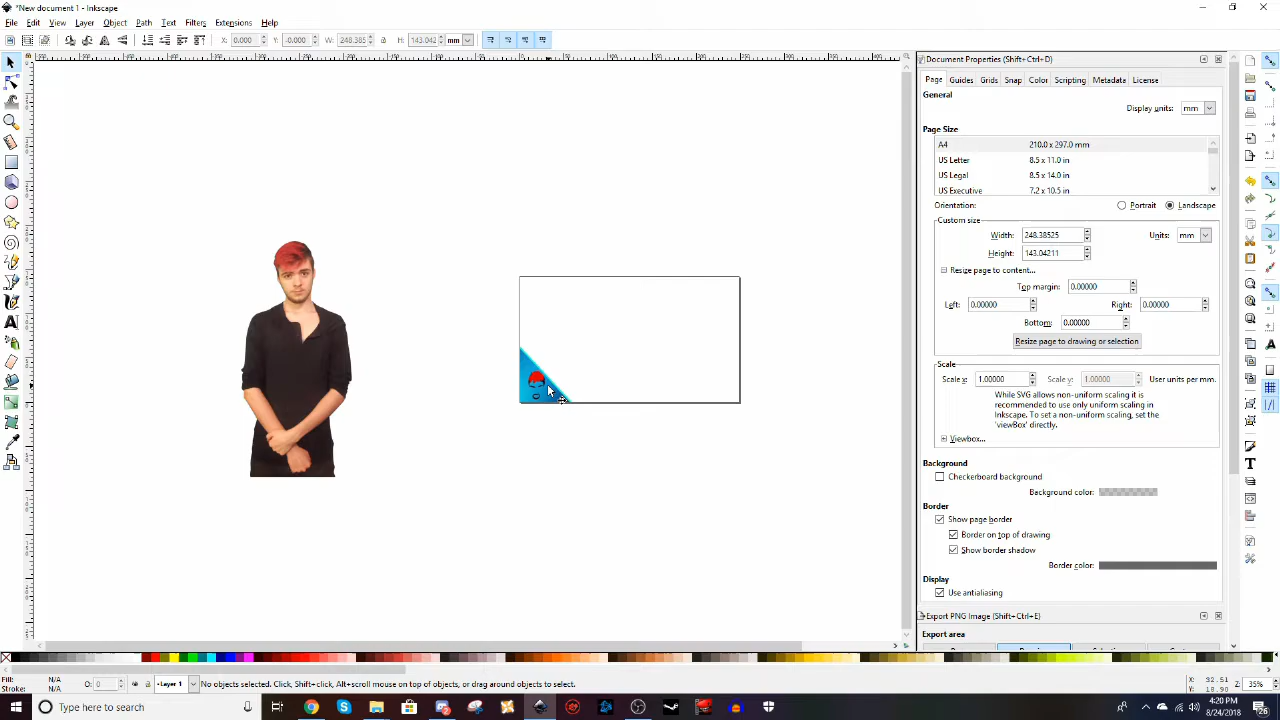 *New document 1 - Inkscape
File Edit View Layer Object Path Text Filters Extensions Help
X: 0.000 Y: -0.000 W: 248.385 H: 143.042 mm
Document Properties (Shift+Ctrl+D)
Page Guides Grids Snap Color Scripting Metadata License
General
Display units: mm
Page Size
A4 210.0 x 297.0 mm
US Letter 8.5 x 11.0 in
US Legal 8.5 x 14.0 in
US Executive 7.2 x 10.5 in
Orientation: Portrait Landscape
Custom size
Width: 248.38525 Units: mm
Height: 143.04211
Resize page to content...
Top margin: 0.00000
Left: 0.00000 Right: 0.00000
Bottom: 0.00000
Resize page to drawing or selection
Scale
Scale x: 1.00000 Scale y: 1.00000 User units per mm.
While SVG allows non-uniform scaling it is
recommended to use only uniform scaling in
Inkscape. To set a non-uniform scaling, set the
'viewBox' directly.
Viewbox...
Background
Checkerboard background
Background color:
Border
Show page border
Border on top of drawing
Show border shadow
Border color:
Display
Use antialiasing
Export PNG Image (Shift+Ctrl+E)
Export area
Fill: N/A
Stroke: N/A
O: 0 Layer 1 No objects selected. Click, Shift+click, Alt+scroll mouse on top of objects, or drag around objects to select.
X: 32.51
Y: 18.90
Z: 35%
Type here to search
4:20 PM
8/24/2018
26